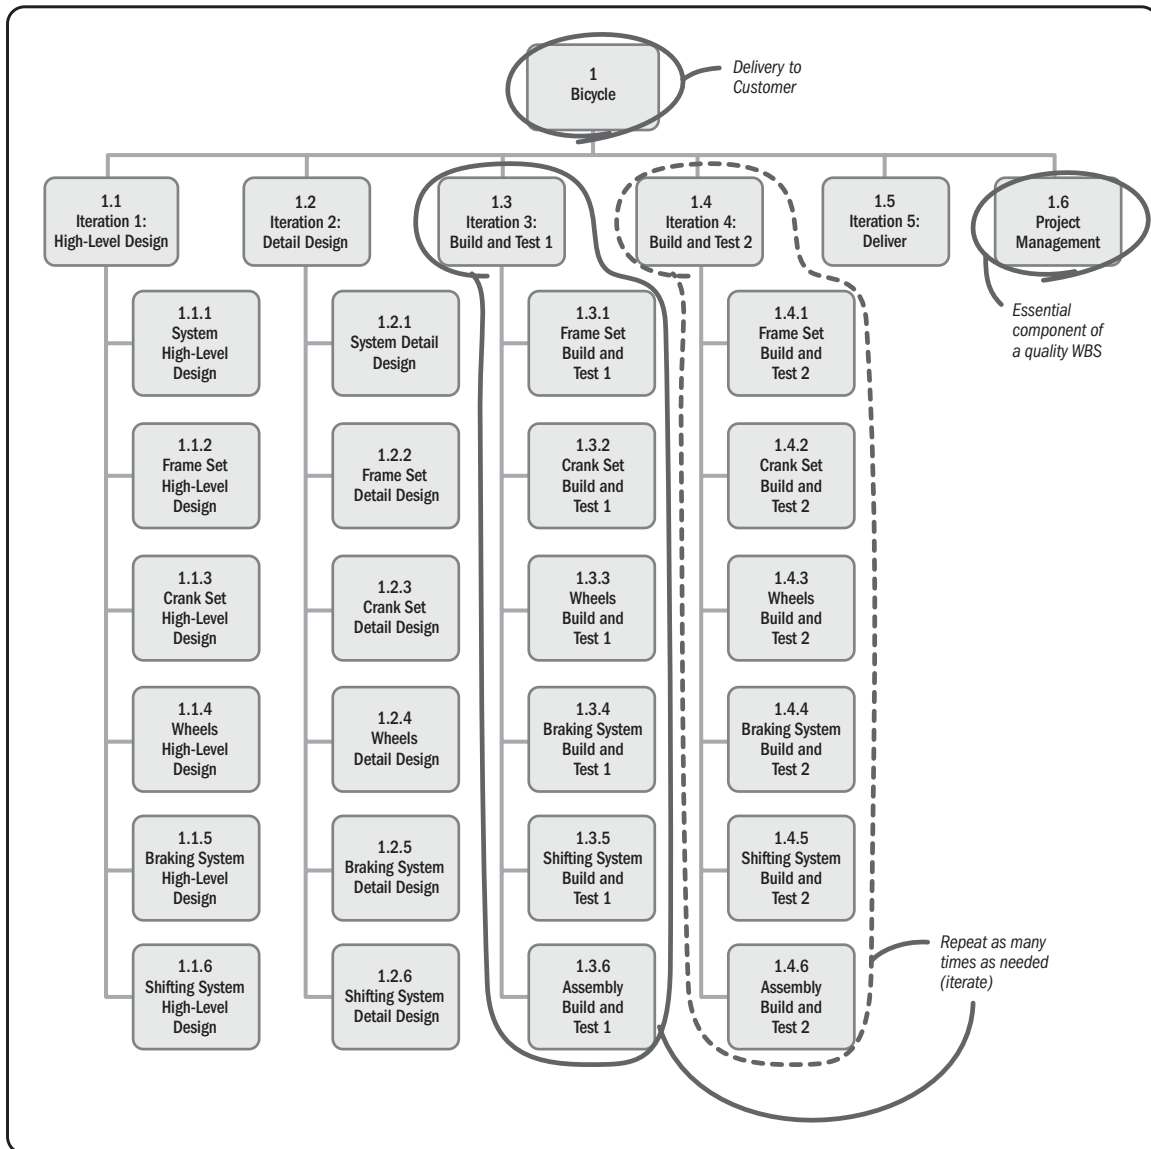 1
Bicycle
Delivery to
Customer
1.1
Iteration 1:
High-Level Design
1.2
Iteration 2:
Detail Design
1.3
Iteration 3:
Build and Test 1
1.4
Iteration 4:
Build and Test 2
1.5
Iteration 5:
Deliver
1.6
Project
Management
Essential
component of
a quality WBS
1.1.1
System
High-Level
Design
1.1.2
Frame Set
High-Level
Design
1.1.3
Crank Set
High-Level
Design
1.1.4
Wheels
High-Level
Design
1.1.5
Braking System
High-Level
Design
1.1.6
Shifting System
High-Level
Design
1.2.1
System Detail
Design
1.2.2
Frame Set
Detail Design
1.2.3
Crank Set
Detail Design
1.2.4
Wheels
Detail Design
1.2.5
Braking System
Detail Design
1.2.6
Shifting System
Detail Design
1.3.1
Frame Set
Build and
Test 1
1.3.2
Crank Set
Build and
Test 1
1.3.3
Wheels
Build and
Test 1
1.3.4
Braking System
Build and
Test 1
1.3.5
Shifting System
Build and
Test 1
1.3.6
Assembly
Build and
Test 1
1.4.1
Frame Set
Build and
Test 2
1.4.2
Crank Set
Build and
Test 2
1.4.3
Wheels
Build and
Test 2
1.4.4
Braking System
Build and
Test 2
1.4.5
Shifting System
Build and
Test 2
1.4.6
Assembly
Build and
Test 2
Repeat as many
times as needed
(iterate)